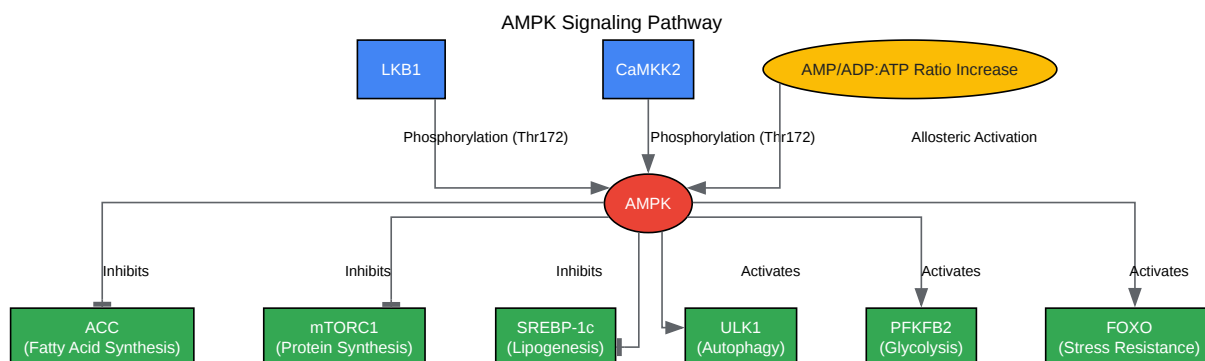 AMPK Signaling Pathway
LKB1
CaMKK2
AMP/ADP:ATP Ratio Increase
Phosphorylation (Thr172)
Phosphorylation (Thr172)
Allosteric Activation
AMPK
Inhibits
Inhibits
Inhibits
Activates
Activates
Activates
ACC
(Fatty Acid Synthesis)
mTORC1
(Protein Synthesis)
SREBP-1c
(Lipogenesis)
ULK1
(Autophagy)
PFKFB2
(Glycolysis)
FOXO
(Stress Resistance)